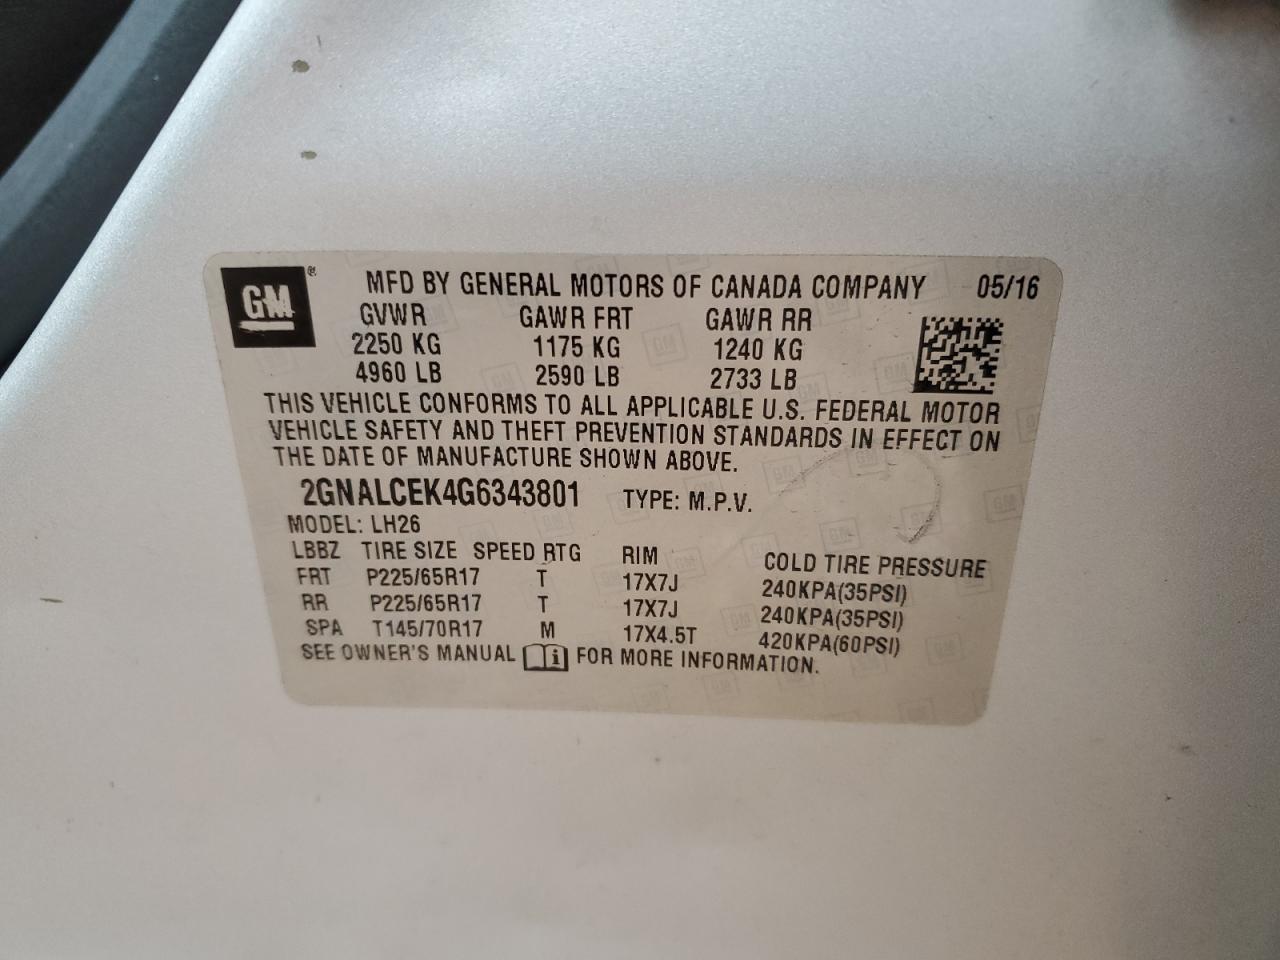 GM ®
MFD BY GENERAL MOTORS OF CANADA COMPANY 05/16
GVWR GAWR FRT GAWR RR
2250 KG 1175 KG 1240 KG
4960 LB 2590 LB 2733 LB
THIS VEHICLE CONFORMS TO ALL APPLICABLE U.S. FEDERAL MOTOR
VEHICLE SAFETY AND THEFT PREVENTION STANDARDS IN EFFECT ON
THE DATE OF MANUFACTURE SHOWN ABOVE.
2GNALCEK4G6343801 TYPE: M.P.V.
MODEL: LH26
LBBZ TIRE SIZE SPEED RTG RIM COLD TIRE PRESSURE
FRT P225/65R17 T 17X7J 240KPA(35PSI)
RR P225/65R17 T 17X7J 240KPA(35PSI)
SPA T145/70R17 M 17X4.5T 420KPA(60PSI)
SEE OWNER'S MANUAL i FOR MORE INFORMATION.